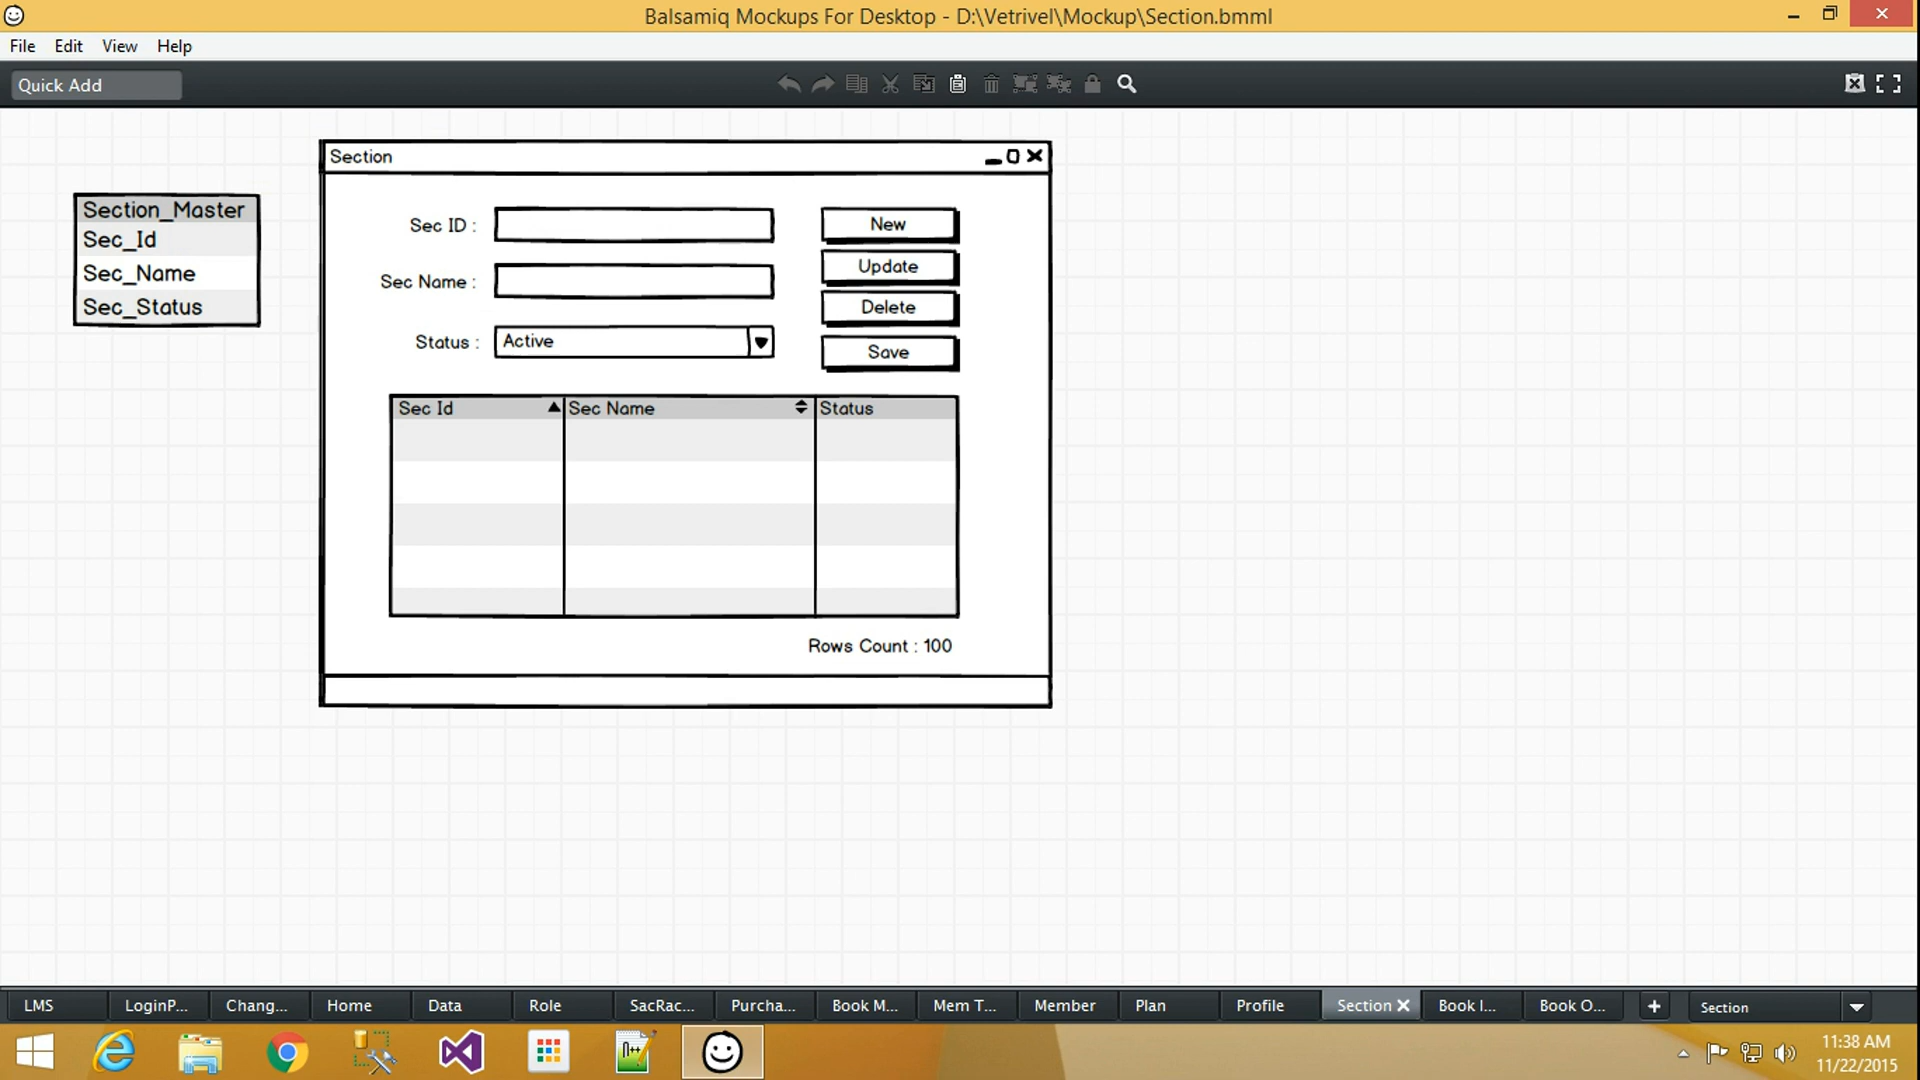 Balsamiq Mockups For Desktop - D:\Vetrivel\Mockup\Section.bmml
File Edit View Help
Quick Add
Section
Section_Master
Sec_Id
Sec_Name
Sec_Status
Sec ID :
New
Sec Name :
Update
Delete
Status : Active
Save
Sec Id Sec Name Status
Rows Count : 100
LMS LoginP... Chang... Home Data Role SacRac... Purcha... Book M... Mem T... Member Plan Profile Section Book I... Book O... + Section
11:38 AM
11/22/2015